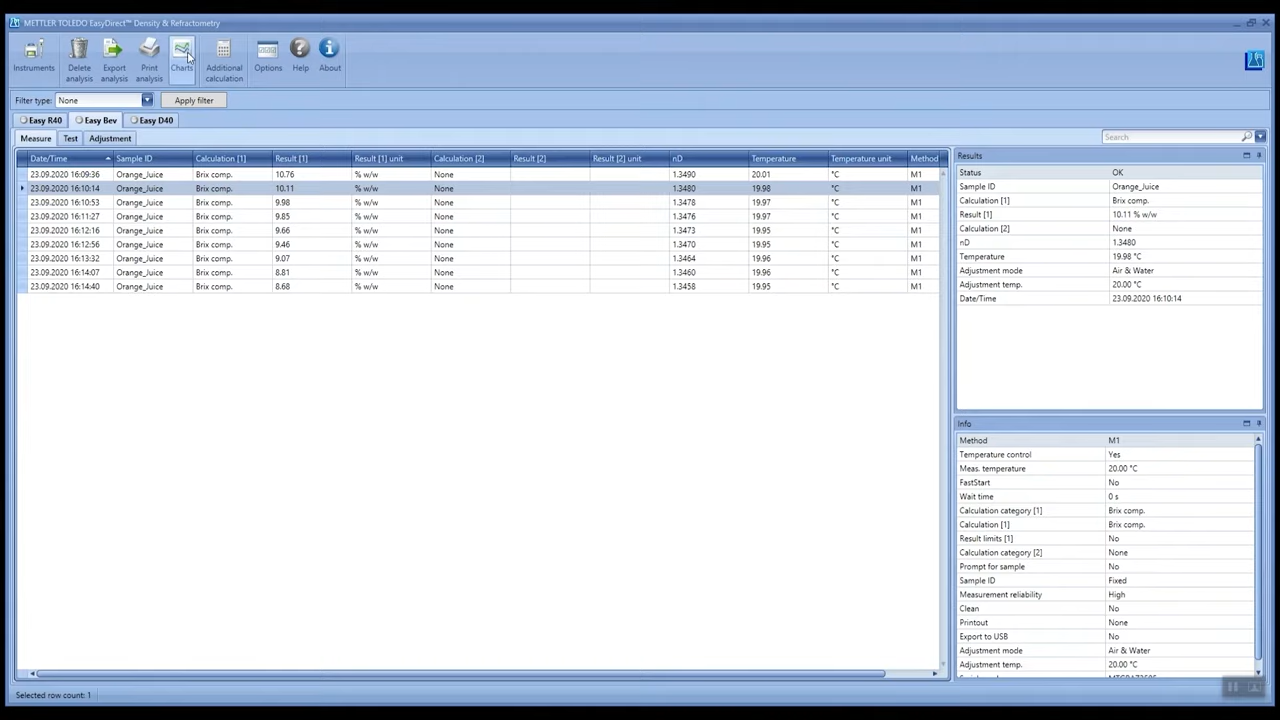 METTLER TOLEDO EasyDirect™ Density & Refractometry
Instruments
Delete analysis
Export analysis
Print analysis
Charts
Additional calculation
Options
Help
About
Filter type: None Apply filter
Easy R40 Easy Bev Easy D40
Measure Test Adjustment
Search
Date/Time Sample ID Calculation [1] Result [1] Result [1] unit Calculation [2] Result [2] Result [2] unit nD Temperature Temperature unit Method
23.09.2020 16:09:36 Orange_Juice Brix comp. 10.76 % w/w None 1.3490 20.01 °C M1
23.09.2020 16:10:14 Orange_Juice Brix comp. 10.11 % w/w None 1.3480 19.98 °C M1
23.09.2020 16:10:53 Orange_Juice Brix comp. 9.98 % w/w None 1.3478 19.97 °C M1
23.09.2020 16:11:27 Orange_Juice Brix comp. 9.85 % w/w None 1.3476 19.97 °C M1
23.09.2020 16:12:16 Orange_Juice Brix comp. 9.66 % w/w None 1.3473 19.95 °C M1
23.09.2020 16:12:56 Orange_Juice Brix comp. 9.46 % w/w None 1.3470 19.95 °C M1
23.09.2020 16:13:32 Orange_Juice Brix comp. 9.07 % w/w None 1.3464 19.96 °C M1
23.09.2020 16:14:07 Orange_Juice Brix comp. 8.81 % w/w None 1.3460 19.96 °C M1
23.09.2020 16:14:40 Orange_Juice Brix comp. 8.68 % w/w None 1.3458 19.95 °C M1
Results
Status OK
Sample ID Orange_Juice
Calculation [1] Brix comp.
Result [1] 10.11 % w/w
Calculation [2] None
nD 1.3480
Temperature 19.98 °C
Adjustment mode Air & Water
Adjustment temp. 20.00 °C
Date/Time 23.09.2020 16:10:14
Info
Method M1
Temperature control Yes
Meas. temperature 20.00 °C
FastStart No
Wait time 0 s
Calculation category [1] Brix comp.
Calculation [1] Brix comp.
Result limits [1] No
Calculation category [2] None
Prompt for sample No
Sample ID Fixed
Measurement reliability High
Clean No
Printout None
Export to USB No
Adjustment mode Air & Water
Adjustment temp. 20.00 °C
Selected row count: 1